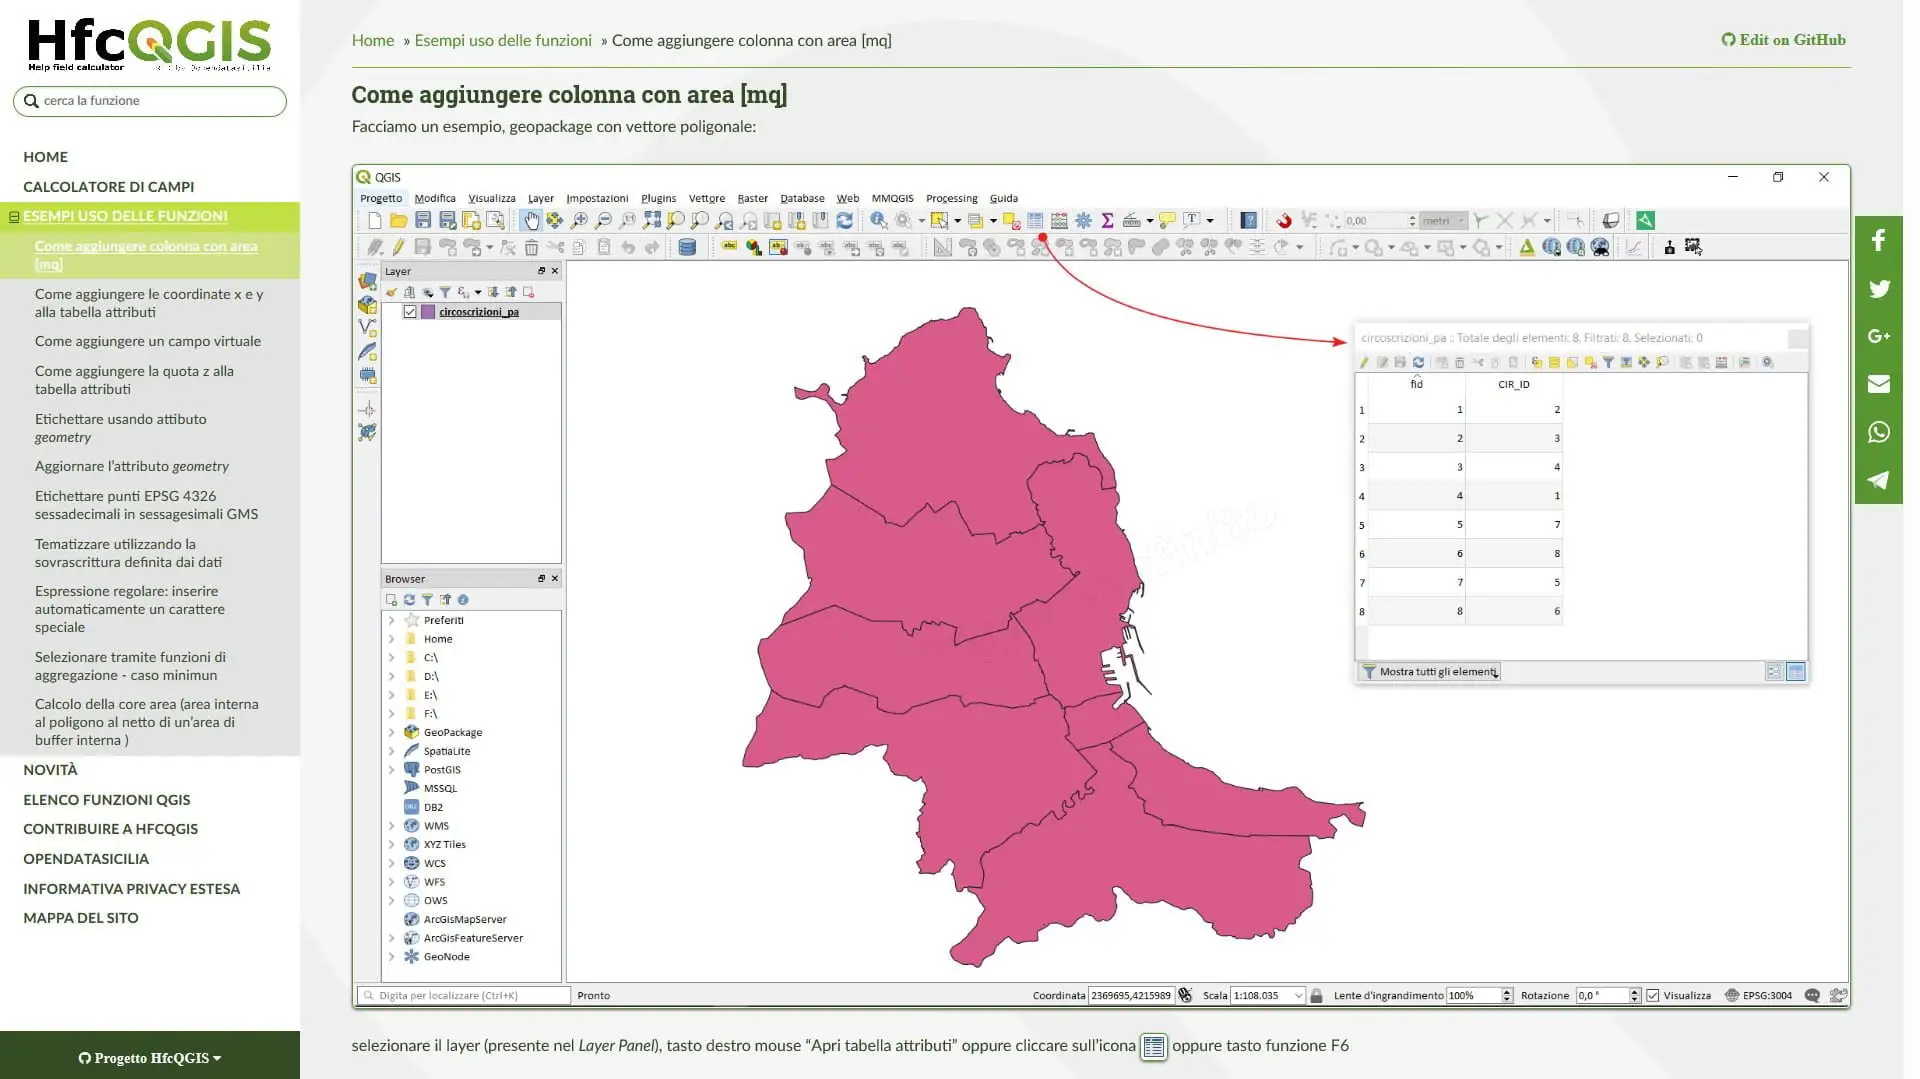 HfcQGIS
Help field calculator
cerca la funzione
HOME
CALCOLATORE DI CAMPI
ESEMPI USO DELLE FUNZIONI
Come aggiungere colonna con area
[mq]
Come aggiungere le coordinate x e y
alla tabella attributi
Come aggiungere un campo virtuale
Come aggiungere la quota z alla
tabella attributi
Etichettare usando attibuto
geometry
Aggiornare l'attributo geometry
Etichettare punti EPSG 4326
sessadecimali in sessagesimali GMS
Tematizzare utilizzando la
sovrascrittura definita dai dati
Espressione regolare: inserire
automaticamente un carattere
speciale
Selezionare tramite funzioni di
aggregazione - caso minimun
Calcolo della core area (area interna
al poligono al netto di un'area di
buffer interna )
NOVITÀ
ELENCO FUNZIONI QGIS
CONTRIBUIRE A HFCQGIS
OPENDATASICILIA
INFORMATIVA PRIVACY ESTESA
MAPPA DEL SITO
Progetto HfcQGIS
Home » Esempi uso delle funzioni » Come aggiungere colonna con area [mq]
Edit on GitHub
Come aggiungere colonna con area [mq]
Facciamo un esempio, geopackage con vettore poligonale:
QGIS
Progetto Modifica Visualizza Layer Impostazioni Plugins Vettore Raster Database Web MMQGIS Processing Guida
0,00 metri
Layer
circoscrizioni_pa
Browser
Preferiti
Home
C:\
D:\
E:\
F:\
GeoPackage
SpatiaLite
PostGIS
MSSQL
DB2
WMS
XYZ Tiles
WCS
WFS
OWS
ArcGisMapServer
ArcGisFeatureServer
GeoNode
circoscrizioni_pa :: Totale degli elementi: 8, Filtrati: 8, Selezionati: 0
fid CIR_ID
1 1 2
2 2 3
3 3 4
4 4 1
5 5 7
6 6 8
7 7 5
8 8 6
Mostra tutti gli elementi
Digita per localizzare (Ctrl+K) Pronto Coordinata 2369695,4215989 Scala 1:108.035 Lente d'ingrandimento 100% Rotazione 0,0 ° Visualizza EPSG:3004
selezionare il layer (presente nel Layer Panel), tasto destro mouse “Apri tabella attributi” oppure cliccare sull'icona oppure tasto funzione F6